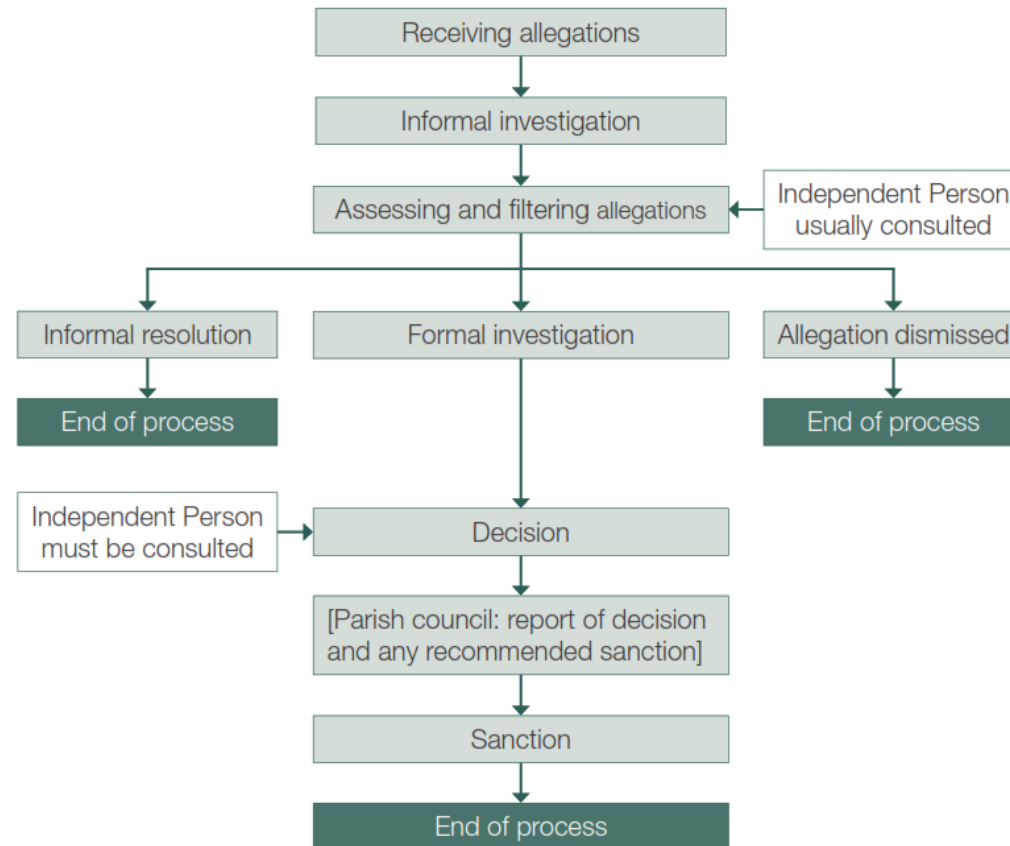 Receiving allegations
Informal investigation
Assessing and filtering allegations
Independent Person
usually consulted
Informal resolution
Formal investigation
Allegation dismissed
End of process
End of process
Independent Person
must be consulted
Decision
[Parish council: report of decision
and any recommended sanction]
Sanction
End of process